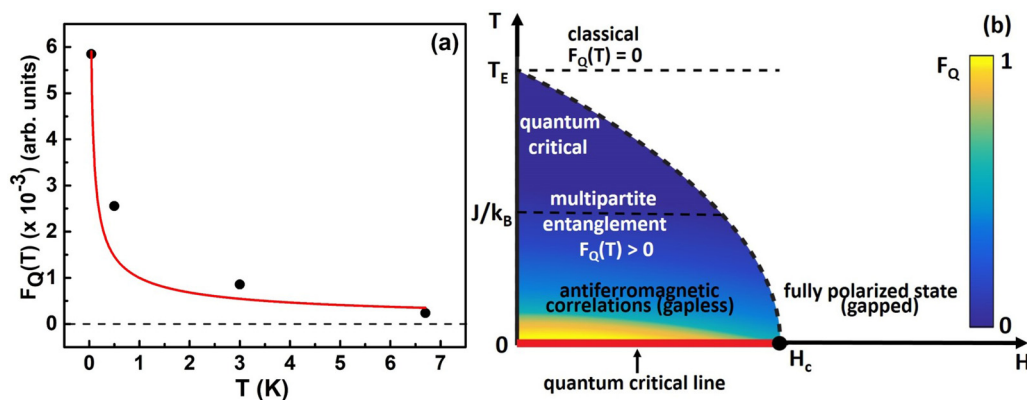 (a)
F_Q(T) (x 10^-3) (arb. units)
6
5
4
3
2
1
0
0 1 2 3 4 5 6 7
T (K)
T
(b)
classical
F_Q(T) = 0
T_E
quantum
critical
multipartite
J/k_B
entanglement
F_Q(T) > 0
antiferromagnetic
correlations (gapless)
fully polarized state
(gapped)
0
H_c
H
quantum critical line
F_Q
1
0